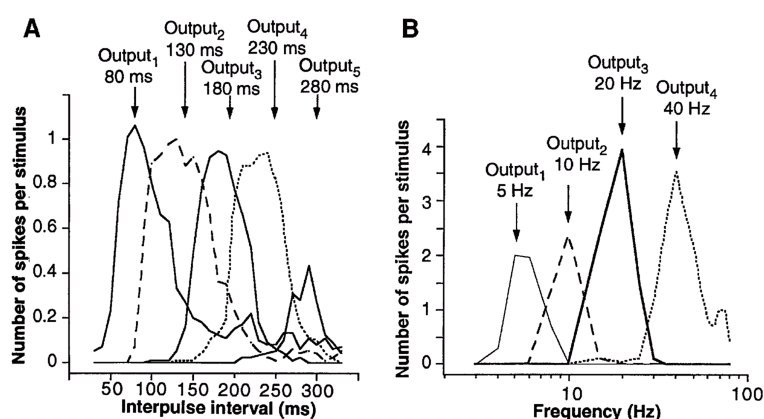 A
Output1
80 ms
Output2
130 ms
Output3
180 ms
Output4
230 ms
Output5
280 ms
Number of spikes per stimulus
1
0.8
0.6
0.4
0.2
0
50 100 150 200 250 300
Interpulse interval (ms)
B
Output1
5 Hz
Output2
10 Hz
Output3
20 Hz
Output4
40 Hz
Number of spikes per stimulus
4
3
2
1
0
10 100
Frequency (Hz)